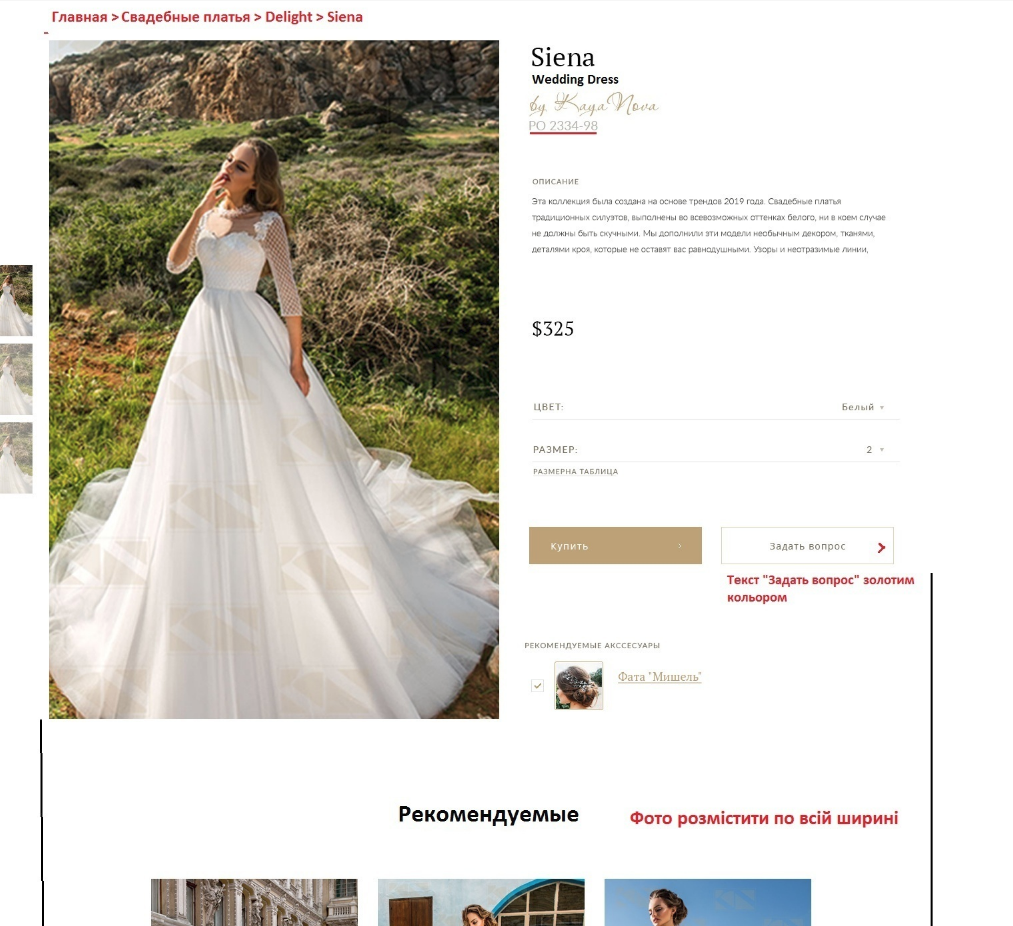 Главная > Свадебные платья > Delight > Siena
Siena
Wedding Dress
by KayaNova
PO 2334-98
ОПИСАНИЕ
Эта коллекция была создана на основе трендов 2019 года. Свадебные платья
традиционных силуэтов, выполнены во всевозможных оттенках белого, ни в коем случае
не должны быть скучными. Мы дополнили эти модели необычным декором, тканями,
деталями кроя, которые не оставят вас равнодушными. Узоры и неотразимые линии,
$325
ЦВЕТ: Белый
РАЗМЕР: 2
РАЗМЕРНА ТАБЛИЦА
Купить
Задать вопрос
Текст "Задать вопрос" золотим
кольором
РЕКОМЕНДУЕМЫЕ АКССЕСУАРЫ
Фата "Мишель"
Рекомендуемые
Фото розмістити по всій ширині